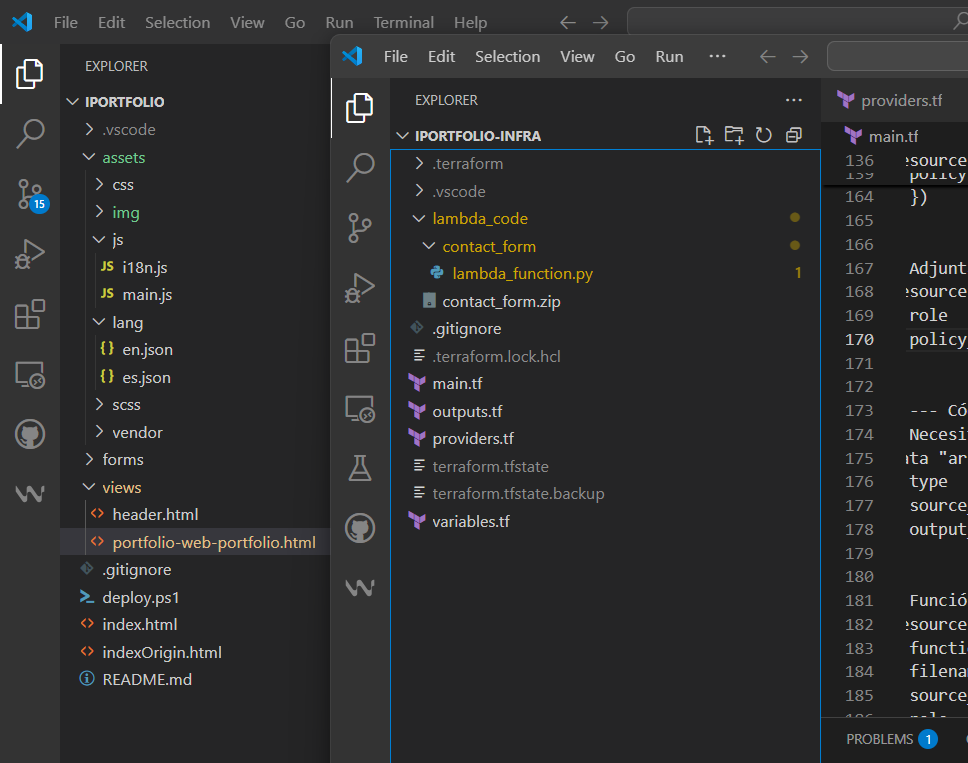 File Edit Selection View Go Run Terminal Help
EXPLORER
IPORTFOLIO
.vscode
assets
css
img
js
JS i18n.js
JS main.js
lang
{} en.json
{} es.json
scss
vendor
forms
views
<> header.html
<> portfolio-web-portfolio.html
.gitignore
deploy.ps1
<> index.html
<> indexOrigin.html
README.md
15
File Edit Selection View Go Run ...
EXPLORER ...
IPORTFOLIO-INFRA
.terraform
.vscode
lambda_code
contact_form
lambda_function.py 1
contact_form.zip
.gitignore
.terraform.lock.hcl
main.tf
outputs.tf
providers.tf
terraform.tfstate
terraform.tfstate.backup
variables.tf
providers.tf
main.tf
136 esource
139 policy
164 })
165
166
167 Adjunt
168 esource
169 role
170 policy_
171
172
173 --- Có
174 Necesi
175 ata "ar
176 type
177 source_
178 output_
179
180
181 Funció
182 esource
183 functi
184 filena
185 source_
186 role
PROBLEMS 1